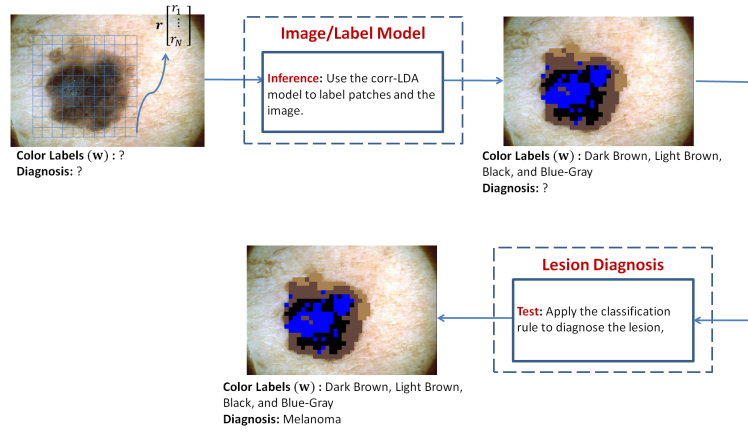 r [r₁
⋮
r_N]
Image/Label Model
Inference: Use the corr-LDA
model to label patches and the
image.
Color Labels (w) : ?
Diagnosis: ?
Color Labels (w) : Dark Brown, Light Brown,
Black, and Blue-Gray
Diagnosis: ?
Lesion Diagnosis
Test: Apply the classification
rule to diagnose the lesion,
Color Labels (w) : Dark Brown, Light Brown,
Black, and Blue-Gray
Diagnosis: Melanoma